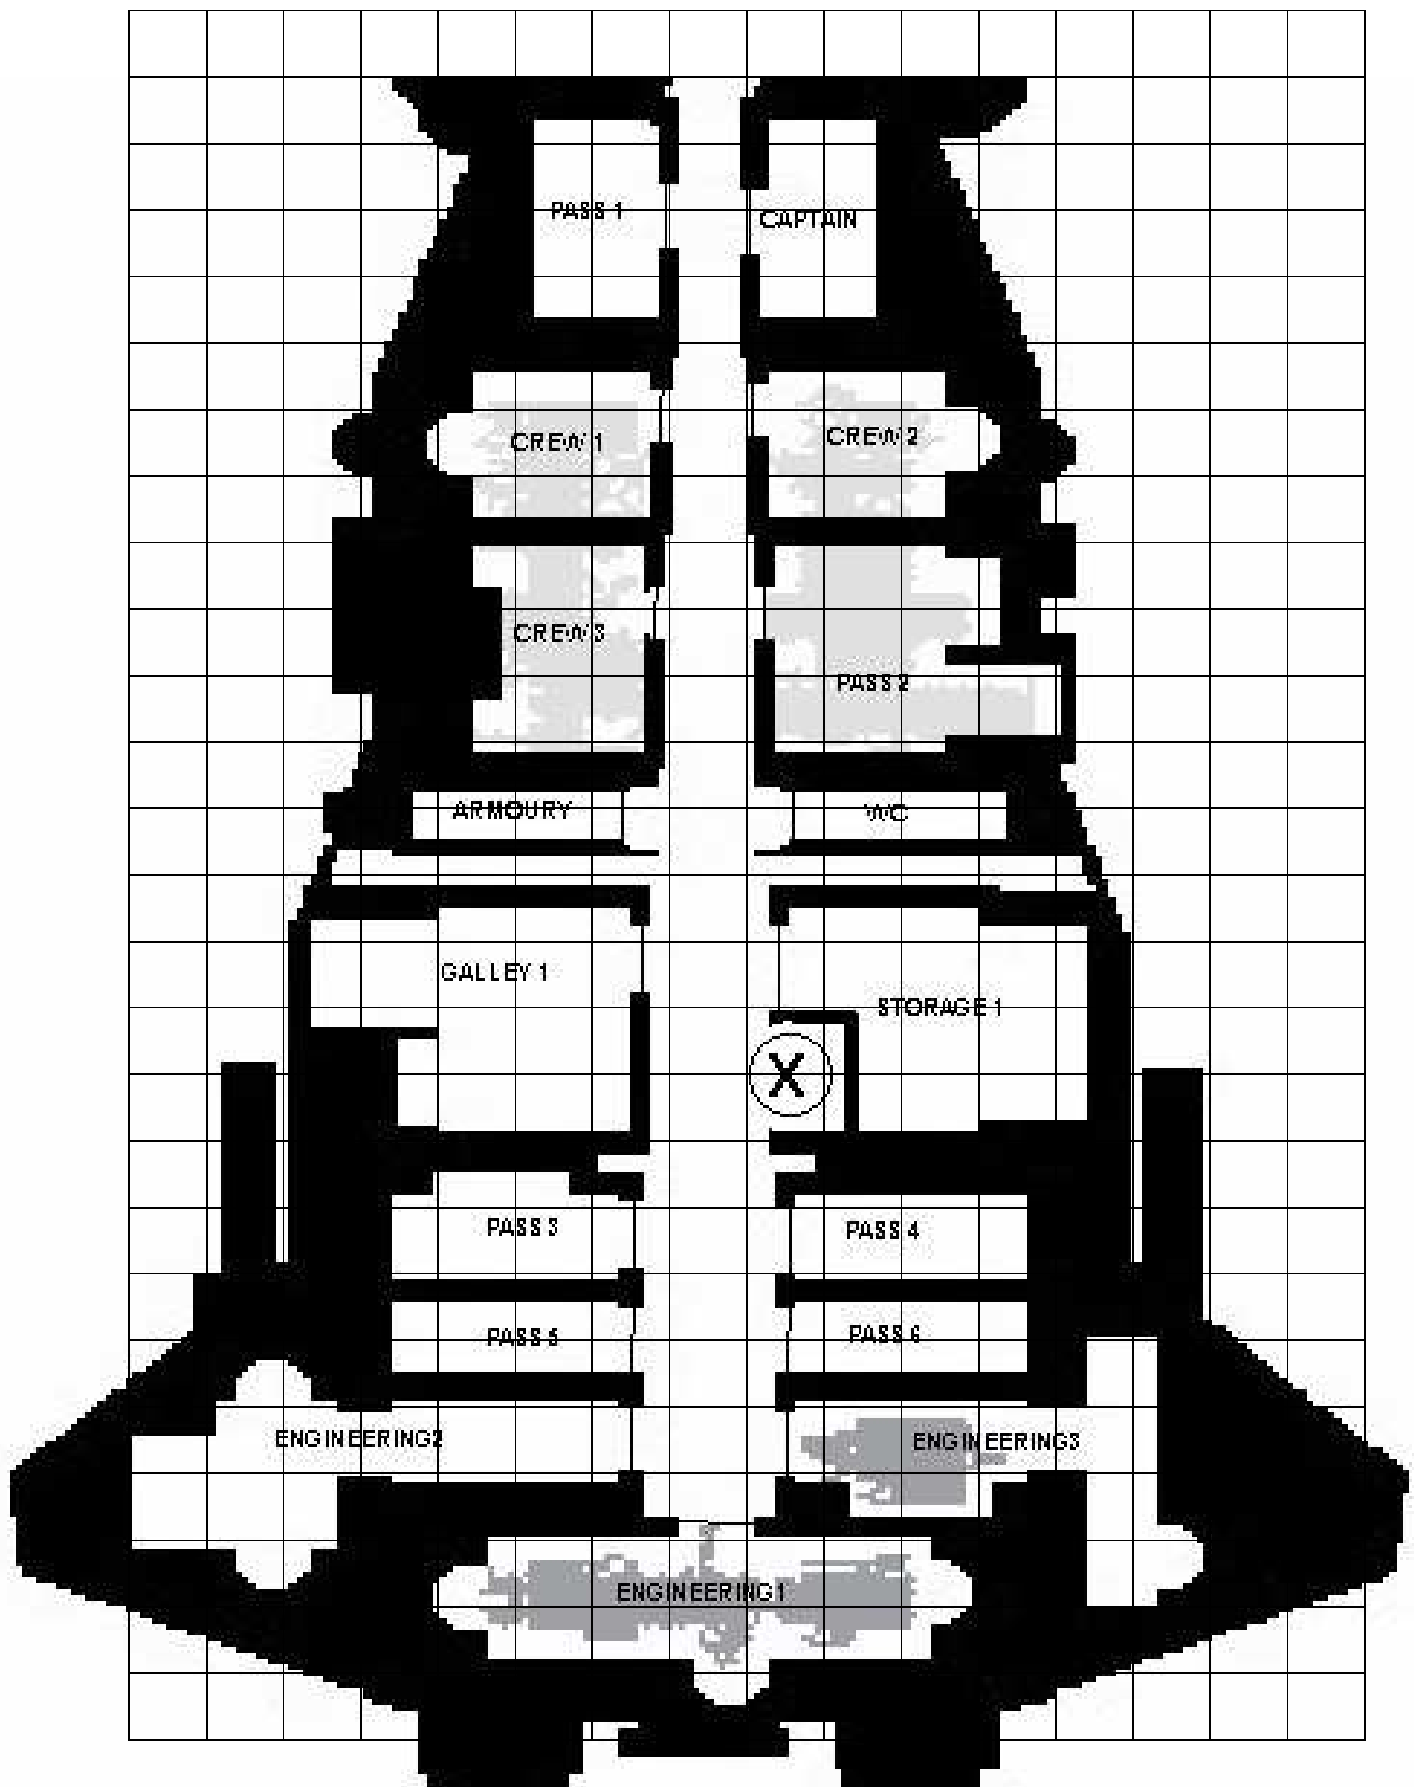 PASS 1
CAPTAIN
CREW 1
CREW 2
CREW 3
PASS 2
ARMOURY
WC
GALLEY 1
STORAGE 1
X
PASS 3
PASS 4
PASS 5
PASS 6
ENGINEERING2
ENGINEERING3
ENGINEERING1